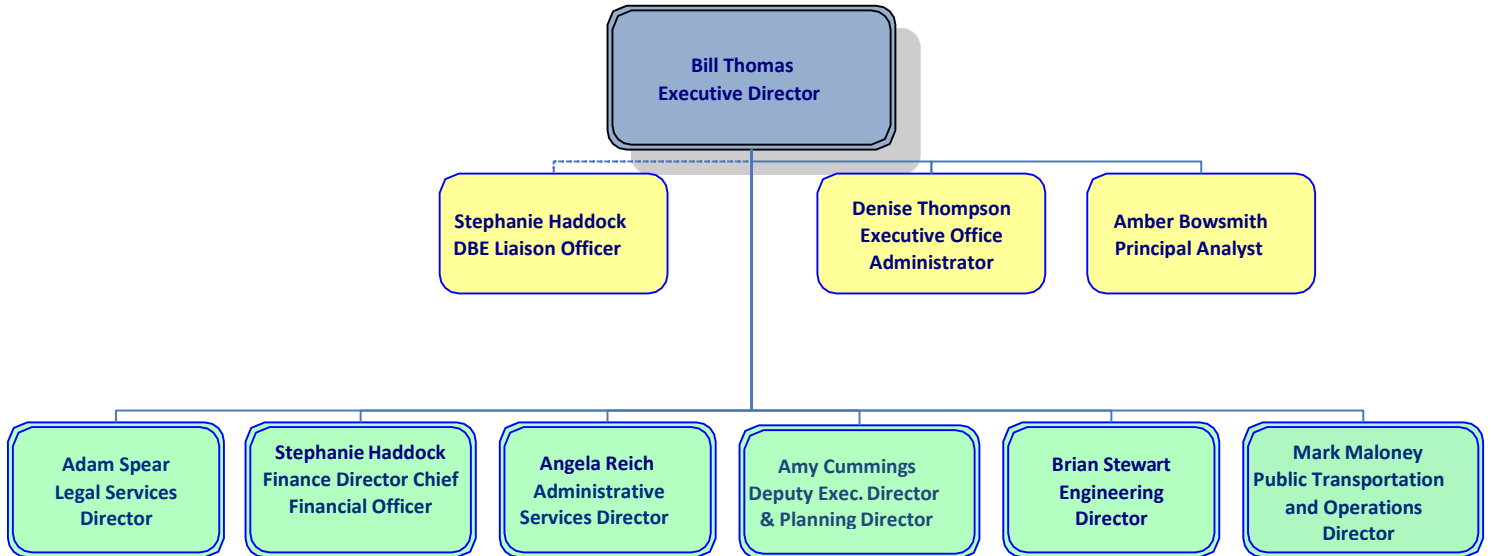 Bill Thomas
Executive Director
Stephanie Haddock
DBE Liaison Officer
Denise Thompson
Executive Office
Administrator
Amber Bowsmith
Principal Analyst
Adam Spear
Legal Services
Director
Stephanie Haddock
Finance Director Chief
Financial Officer
Angela Reich
Administrative
Services Director
Amy Cummings
Deputy Exec. Director
& Planning Director
Brian Stewart
Engineering
Director
Mark Maloney
Public Transportation
and Operations
Director